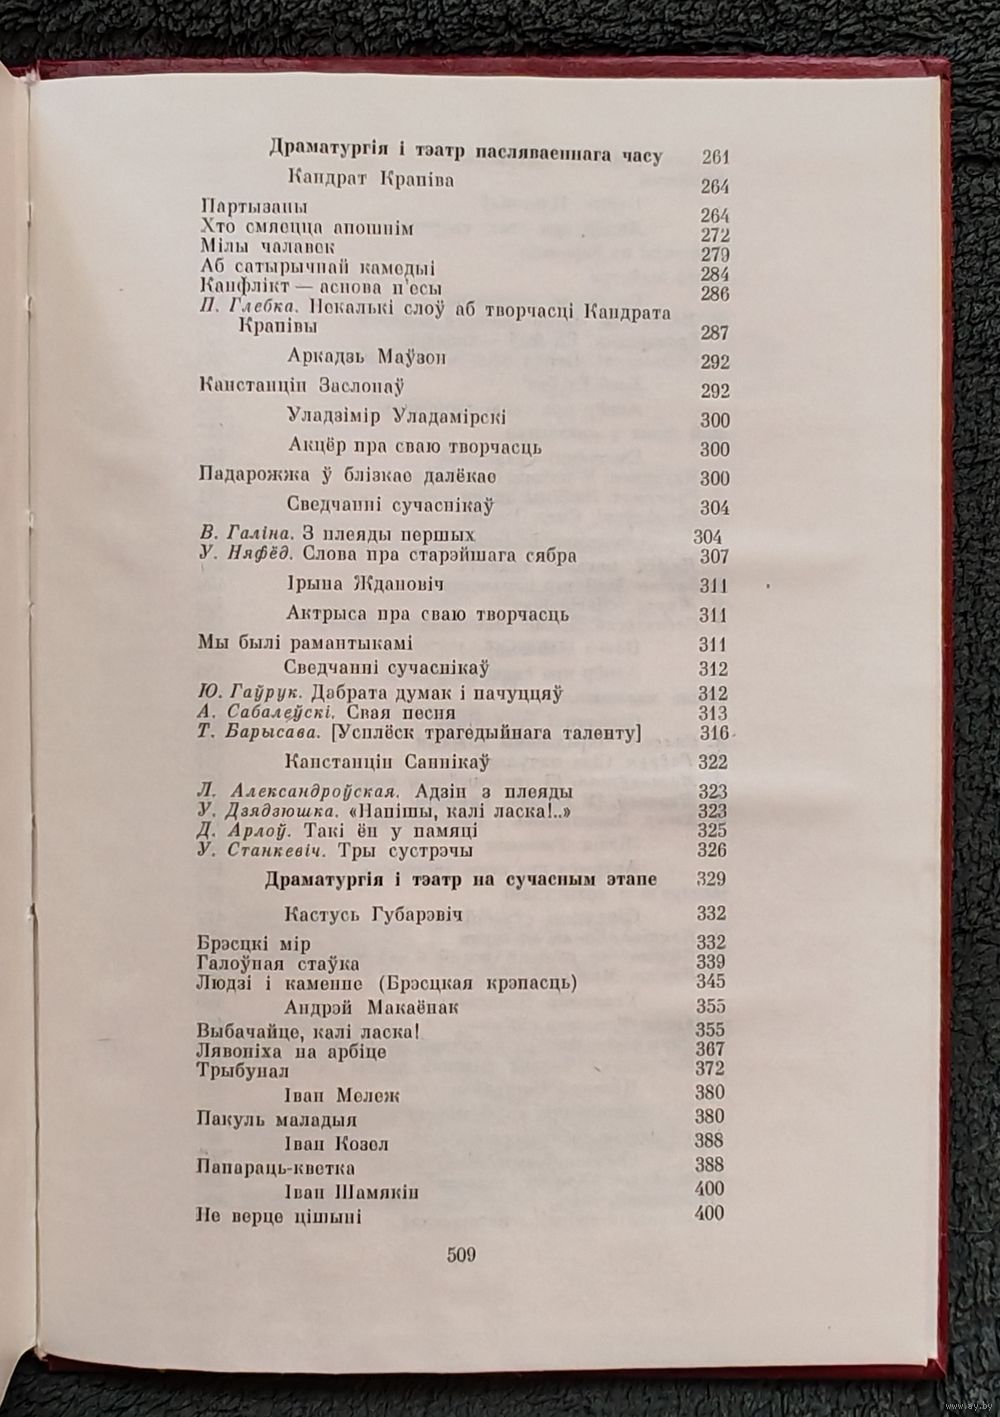 Драматургія і тэатр пасляваеннага часу 261
Кандрат Крапіва 264
Партызаны 264
Хто смяецца апошнім 272
Мілы чалавек 279
Аб сатырычнай камедыі 284
Канфлікт — аснова п'есы 286
П. Глебка. Некалькі слоў аб творчасці Кандрата
Крапівы 287
Аркадзь Маўзон 292
Канстанцін Заслонаў 292
Уладзімір Уладамірскі 300
Акцёр пра сваю творчасць 300
Падарожжа ў блізкае далёкае 300
Сведчанні сучаснікаў 304
В. Галіна. З плеяды першых 304
У. Няфёд. Слова пра старэйшага сябра 307
Ірына Ждановіч 311
Актрыса пра сваю творчасць 311
Мы былі рамантыкамі 311
Сведчанні сучаснікаў 312
Ю. Гаўрук. Дабрата думак і пачуццяў 312
А. Сабалеўскі. Свая песня 313
Т. Барысава. [Усплёск трагедыйнага таленту] 316
Канстанцін Саннікаў 322
Л. Александроўская. Адзін з плеяды 323
У. Дзядзюшка. «Напішы, калі ласка!..» 323
Д. Арлоў. Такі ён у памяці 325
У. Станкевіч. Тры сустрэчы 326
Драматургія і тэатр на сучасным этапе 329
Кастусь Губарэвіч 332
Брэсцкі мір 332
Галоўная стаўка 339
Людзі і каменне (Брэсцкая крэпасць) 345
Андрэй Макаёнак 355
Выбачайце, калі ласка! 355
Лявоніха на арбіце 367
Трыбунал 372
Іван Мележ 380
Пакуль маладыя 380
Іван Козел 388
Папараць-кветка 388
Іван Шамякін 400
Не верце цішыні 400
509
www.ay.by